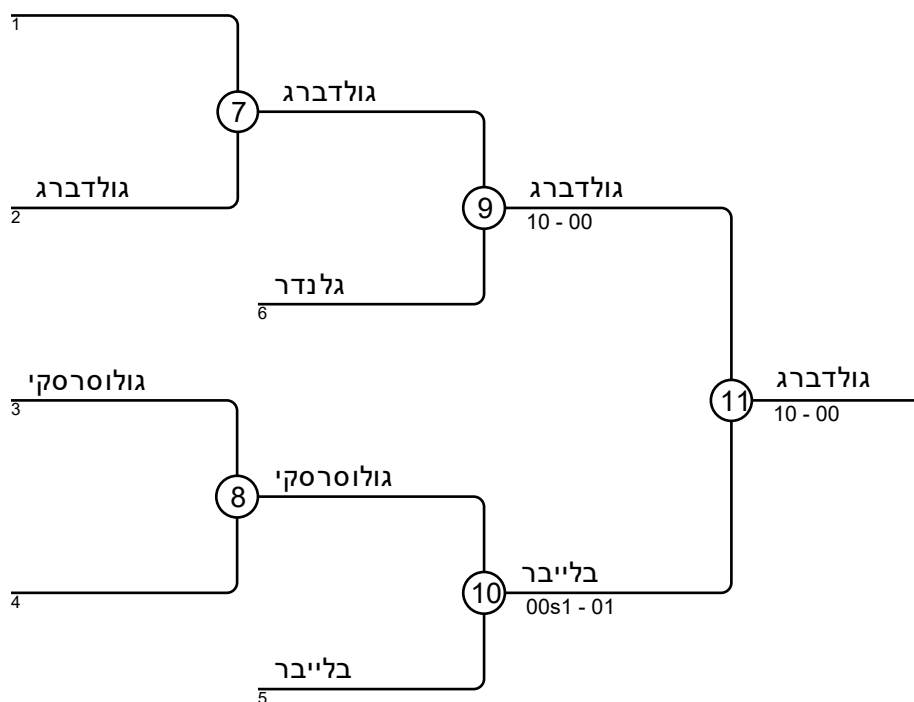 1
7
גולדברג
גולדברג
2
9
גולדברג
10 - 00
גלנדר
6
גולוסרסקי
3
11
גולדברג
10 - 00
8
גולוסרסקי
4
10
בלייבר
00s1 - 01
בלייבר
5